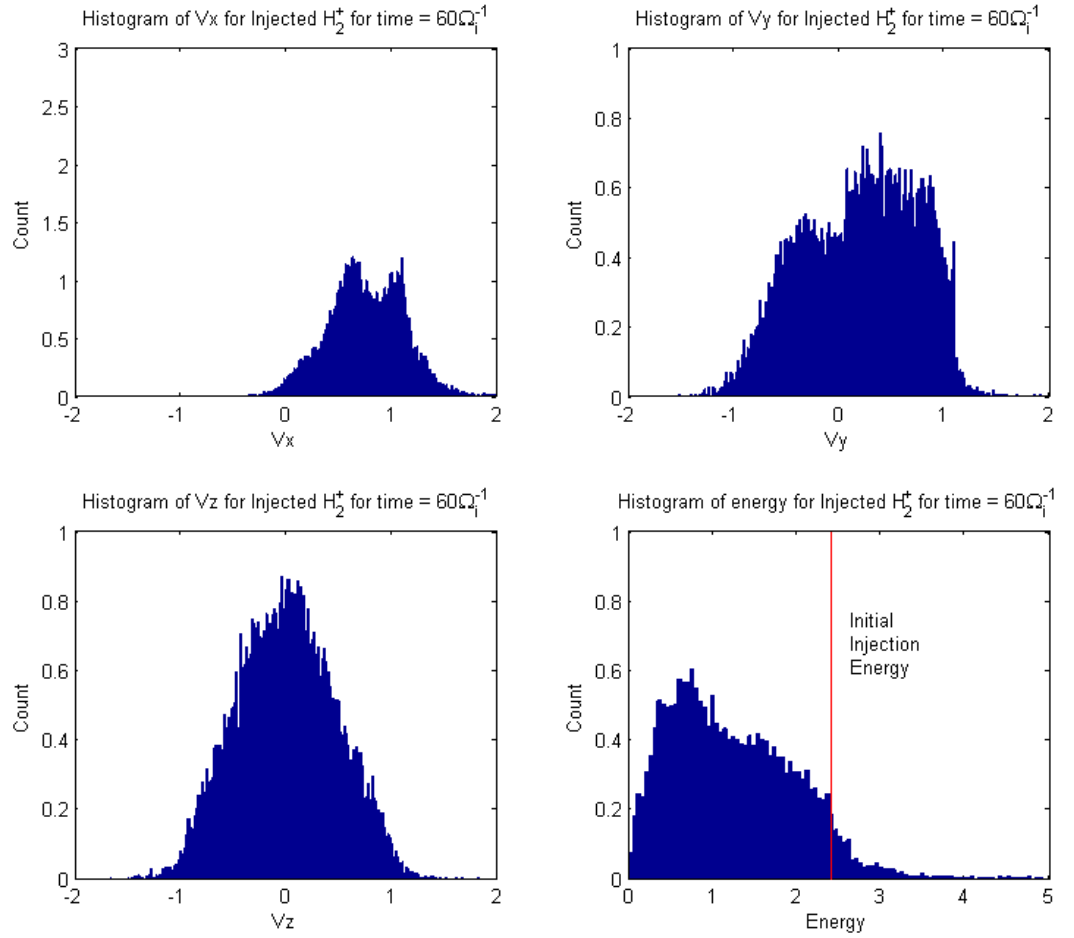 Histogram of Vx for Injected H₂⁺ for time = 60Ωᵢ⁻¹
3
2.5
2
1.5
1
0.5
0
Count
-2 -1 0 1 2
Vx
Histogram of Vy for Injected H₂⁺ for time = 60Ωᵢ⁻¹
1
0.8
0.6
0.4
0.2
0
Count
-2 -1 0 1 2
Vy
Histogram of Vz for Injected H₂⁺ for time = 60Ωᵢ⁻¹
1
0.8
0.6
0.4
0.2
0
Count
-2 -1 0 1 2
Vz
Histogram of energy for Injected H₂⁺ for time = 60Ωᵢ⁻¹
1
0.8
0.6
0.4
0.2
0
Count
Initial
Injection
Energy
0 1 2 3 4 5
Energy